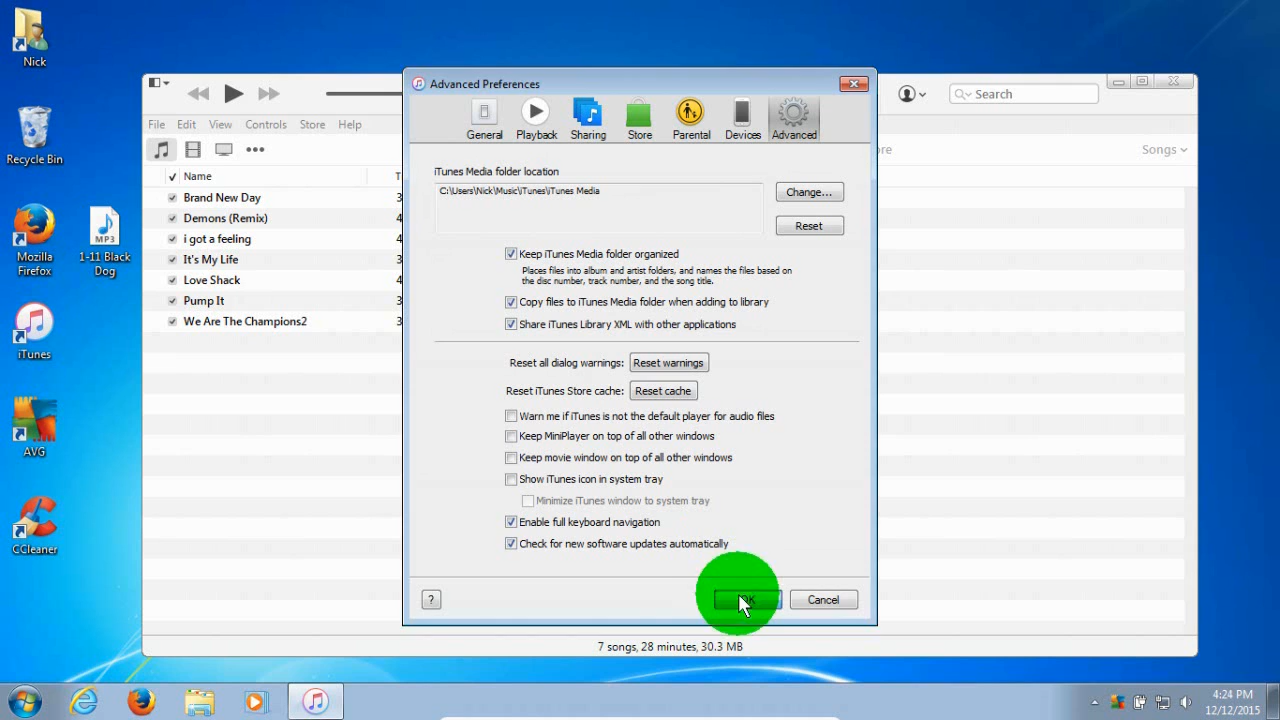 Nick
Recycle Bin
Mozilla
Firefox
MP3
1-11 Black
Dog
iTunes
AVG
CCleaner
Search
File Edit View Controls Store Help
Songs
Name
Brand New Day 3
Demons (Remix) 4
i got a feeling 4
It's My Life 3
Love Shack 4
Pump It 3
We Are The Champions2 3
7 songs, 28 minutes, 30.3 MB
Advanced Preferences
General Playback Sharing Store Parental Devices Advanced
iTunes Media folder location
C:\Users\Nick\Music\iTunes\iTunes Media
Change...
Reset
Keep iTunes Media folder organized
Places files into album and artist folders, and names the files based on
the disc number, track number, and the song title.
Copy files to iTunes Media folder when adding to library
Share iTunes Library XML with other applications
Reset all dialog warnings: Reset warnings
Reset iTunes Store cache: Reset cache
Warn me if iTunes is not the default player for audio files
Keep MiniPlayer on top of all other windows
Keep movie window on top of all other windows
Show iTunes icon in system tray
Minimize iTunes window to system tray
Enable full keyboard navigation
Check for new software updates automatically
? OK Cancel
4:24 PM
12/12/2015